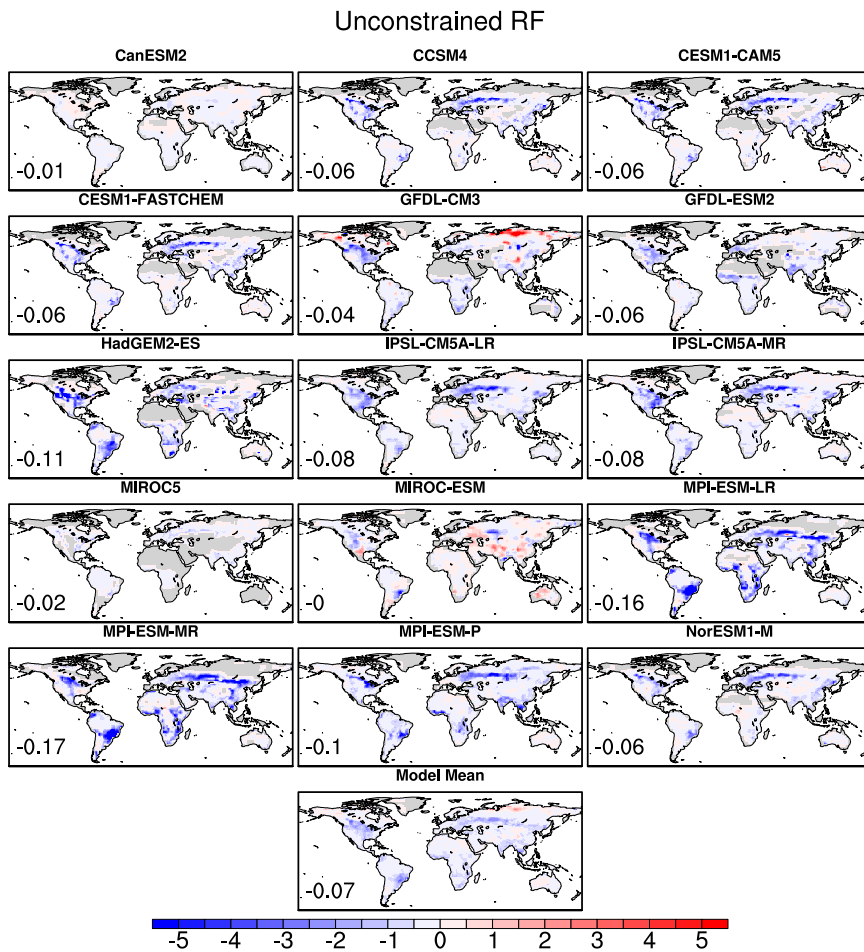 Unconstrained RF
CanESM2 CCSM4 CESM1-CAM5
-0.01 -0.06 -0.06
CESM1-FASTCHEM GFDL-CM3 GFDL-ESM2
-0.06 -0.04 -0.06
HadGEM2-ES IPSL-CM5A-LR IPSL-CM5A-MR
-0.11 -0.08 -0.08
MIROC5 MIROC-ESM MPI-ESM-LR
-0.02 -0 -0.16
MPI-ESM-MR MPI-ESM-P NorESM1-M
-0.17 -0.1 -0.06
Model Mean
-0.07
-5 -4 -3 -2 -1 0 1 2 3 4 5